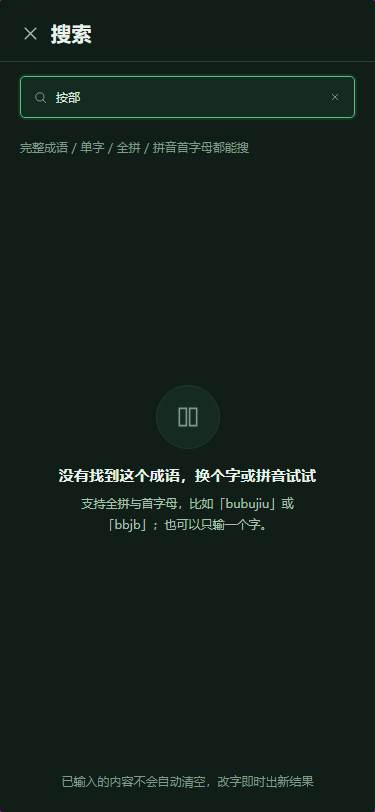 搜索
按部
完整成语 / 单字 / 全拼 / 拼音首字母都能搜
没有找到这个成语，换个字或拼音试试
支持全拼与首字母，比如「bubujiu」或
「bbjb」；也可以只输一个字。
已输入的内容不会自动清空，改字即时出新结果